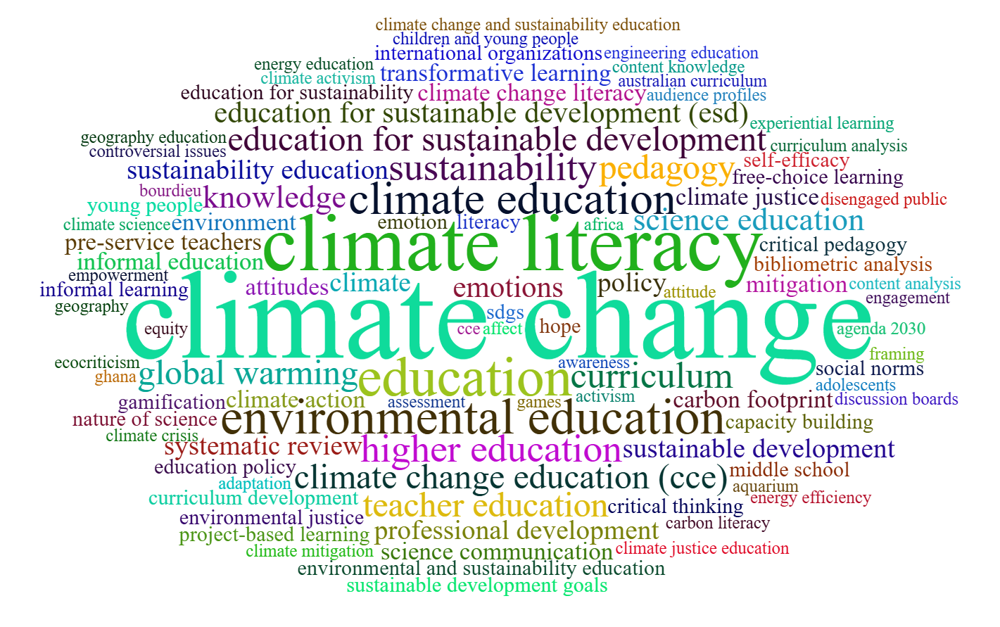 climate change and sustainability education
children and young people
international organizations engineering education
energy education
climate activism transformative learning content knowledge
australian curriculum
education for sustainability climate change literacy audience profiles
education for sustainable development (esd)
experiential learning
geography education education for sustainable development curriculum analysis
controversial issues
self-efficacy
sustainability education sustainability pedagogy free-choice learning
bourdieu knowledge climate education climate justice disengaged public
young people
climate science environment emotion literacy africa science education
pre-service teachers climate literacy critical pedagogy
informal education bibliometric analysis
empowerment
informal learning attitudes climate emotions policy attitude mitigation content analysis
engagement
geography
sdgs
climate change
equity cce affect hope agenda 2030
framing
ecocriticism awareness social norms
ghana global warming education curriculum
adolescents
gamification climate action assessment games activism carbon footprint discussion boards
nature of science environmental education capacity building
climate crisis
systematic review higher education sustainable development
education policy climate change education (cce) middle school
adaptation aquarium
curriculum development energy efficiency
teacher education critical thinking
environmental justice carbon literacy
project-based learning professional development
climate mitigation science communication climate justice education
environmental and sustainability education
sustainable development goals